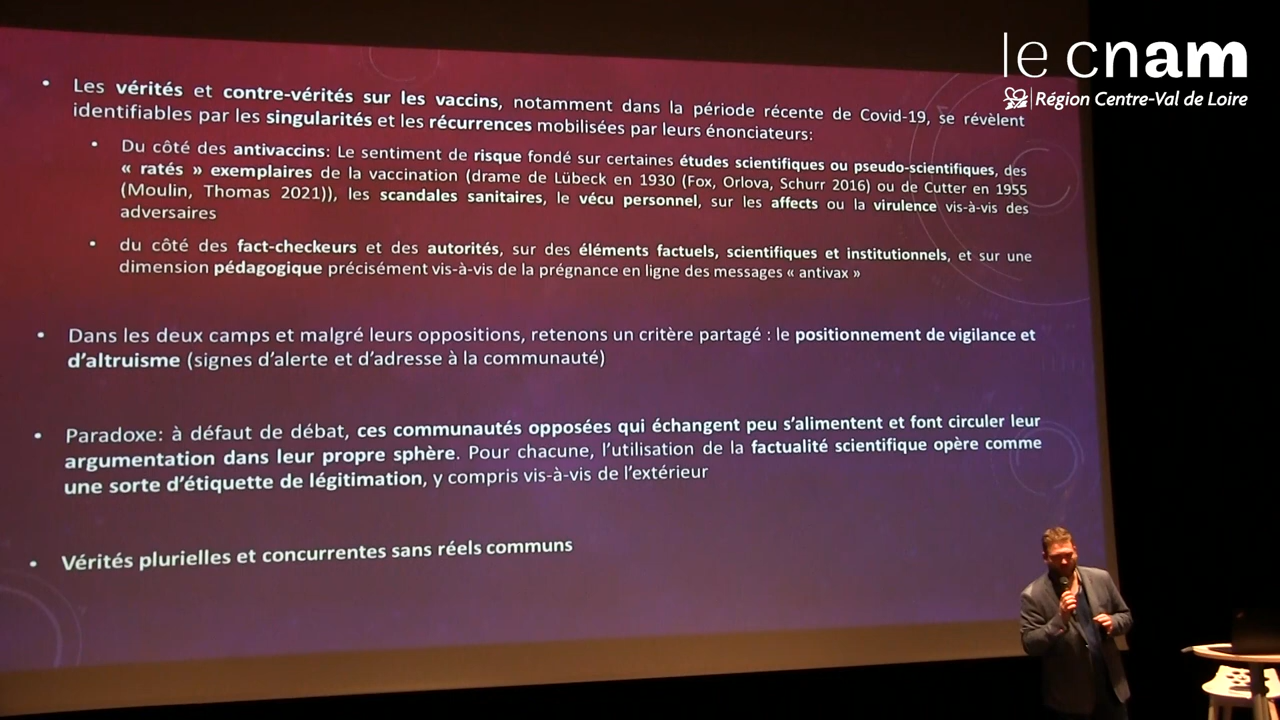 le cnam
Région Centre-Val de Loire
• Les vérités et contre-vérités sur les vaccins, notamment dans la période récente de Covid-19, se révèlent
identifiables par les singularités et les récurrences mobilisées par leurs énonciateurs:
• Du côté des antivaccins: Le sentiment de risque fondé sur certaines études scientifiques ou pseudo-scientifiques, des
« ratés » exemplaires de la vaccination (drame de Lübeck en 1930 (Fox, Orlova, Schurr 2016) ou de Cutter en 1955
(Moulin, Thomas 2021)), les scandales sanitaires, le vécu personnel, sur les affects ou la virulence vis-à-vis des
adversaires
• du côté des fact-checkeurs et des autorités, sur des éléments factuels, scientifiques et institutionnels, et sur une
dimension pédagogique précisément vis-à-vis de la prégnance en ligne des messages « antivax »
• Dans les deux camps et malgré leurs oppositions, retenons un critère partagé : le positionnement de vigilance et
d'altruisme (signes d'alerte et d'adresse à la communauté)
• Paradoxe: à défaut de débat, ces communautés opposées qui échangent peu s'alimentent et font circuler leur
argumentation dans leur propre sphère. Pour chacune, l'utilisation de la factualité scientifique opère comme
une sorte d'étiquette de légitimation, y compris vis-à-vis de l'extérieur
• Vérités plurielles et concurrentes sans réels communs